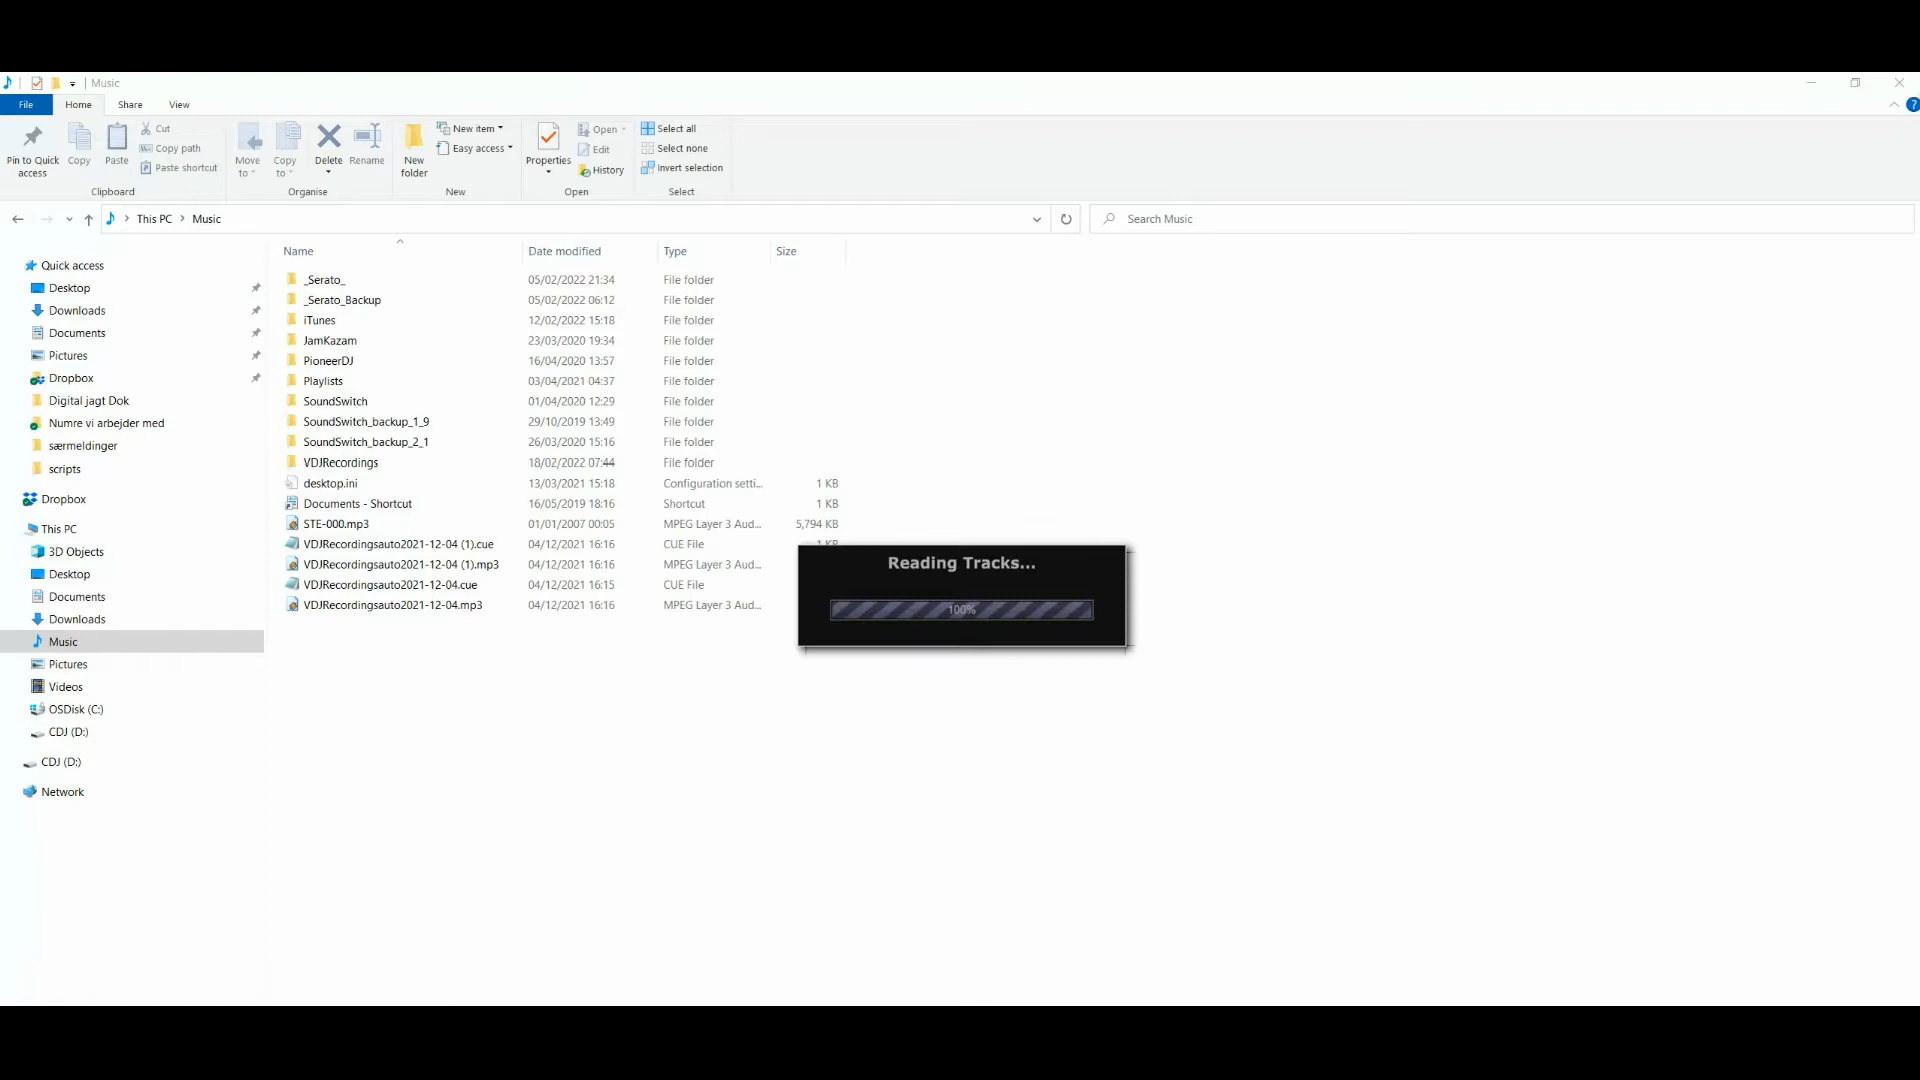 Music
File Home Share View
Pin to Quick access
Copy
Paste
Cut
Copy path
Paste shortcut
Clipboard
Move to
Copy to
Delete
Rename
Organise
New folder
New item
Easy access
New
Properties
Open
Edit
History
Open
Select all
Select none
Invert selection
Select
This PC Music
Search Music
Name Date modified Type Size
Quick access
Desktop
Downloads
Documents
Pictures
Dropbox
Digital jagt Dok
Numre vi arbejder med
særmeldinger
scripts
Dropbox
This PC
3D Objects
Desktop
Documents
Downloads
Music
Pictures
Videos
OSDisk (C:)
CDJ (D:)
CDJ (D:)
Network
_Serato_ 05/02/2022 21:34 File folder
_Serato_Backup 05/02/2022 06:12 File folder
iTunes 12/02/2022 15:18 File folder
JamKazam 23/03/2020 19:34 File folder
PioneerDJ 16/04/2020 13:57 File folder
Playlists 03/04/2021 04:37 File folder
SoundSwitch 01/04/2020 12:29 File folder
SoundSwitch_backup_1_9 29/10/2019 13:49 File folder
SoundSwitch_backup_2_1 26/03/2020 15:16 File folder
VDJRecordings 18/02/2022 07:44 File folder
desktop.ini 13/03/2021 15:18 Configuration setti... 1 KB
Documents - Shortcut 16/05/2019 18:16 Shortcut 1 KB
STE-000.mp3 01/01/2007 00:05 MPEG Layer 3 Aud... 5,794 KB
VDJRecordingsauto2021-12-04 (1).cue 04/12/2021 16:16 CUE File 1 KB
VDJRecordingsauto2021-12-04 (1).mp3 04/12/2021 16:16 MPEG Layer 3 Aud...
VDJRecordingsauto2021-12-04.cue 04/12/2021 16:15 CUE File
VDJRecordingsauto2021-12-04.mp3 04/12/2021 16:16 MPEG Layer 3 Aud...
Reading Tracks...
100%